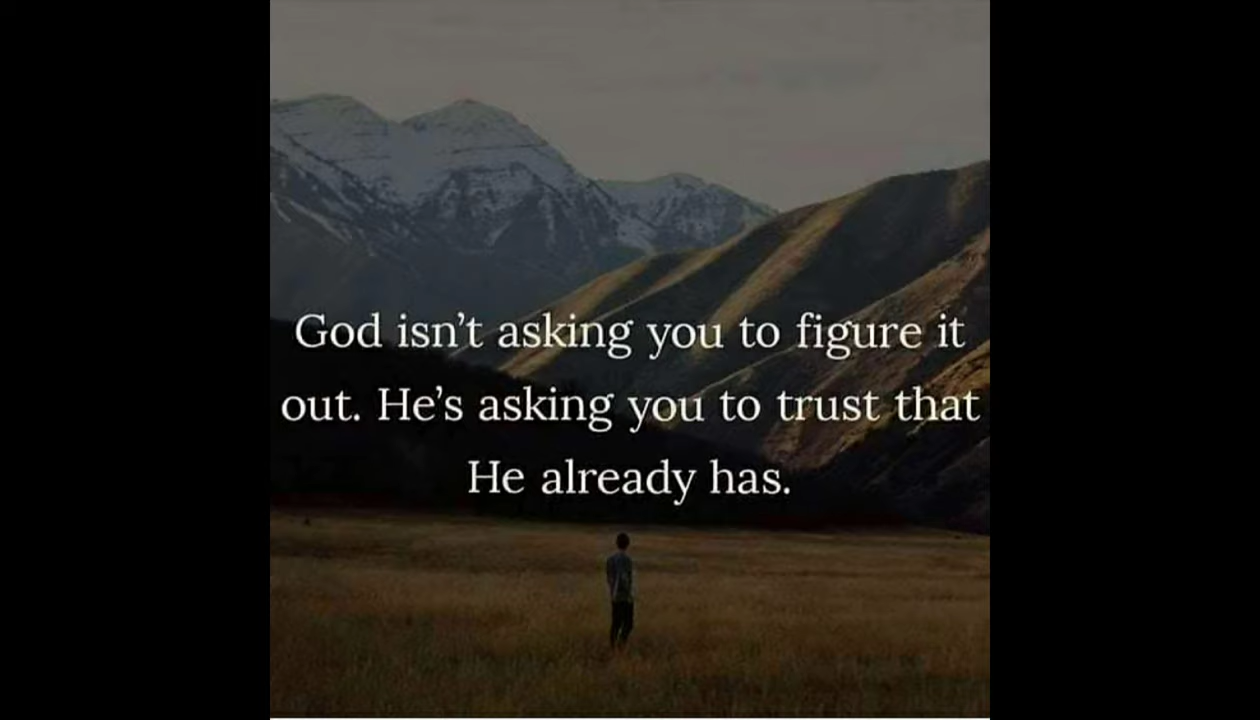 God isn’t asking you to figure it
out. He’s asking you to trust that
He already has.